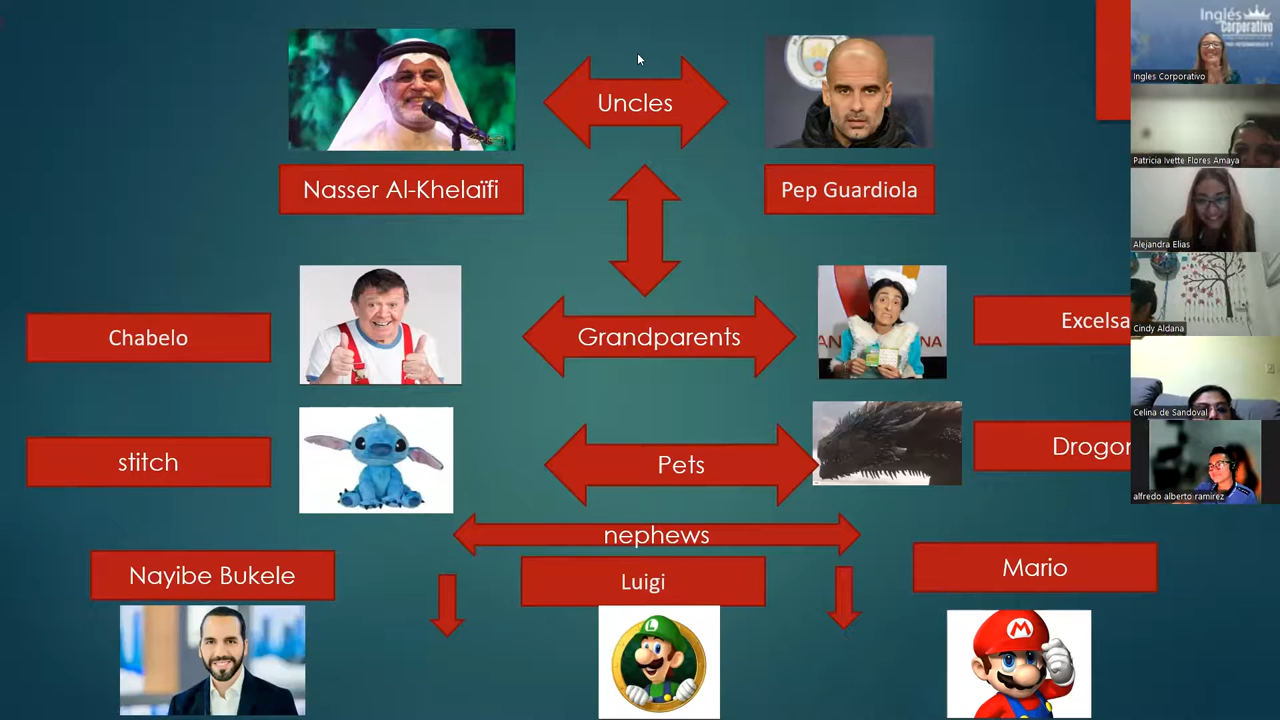 Uncles
Nasser Al-Khelaïfi
Pep Guardiola
Chabelo
Grandparents
Excelsa
stitch
Pets
Drogon
nephews
Nayibe Bukele
Luigi
Mario
L
M
Inglés
Corporativo
Ingles Corporativo
Patricia Ivette Flores Amaya
Alejandra Elias
Cindy Aldana
Celina de Sandoval
alfredo alberto ramirez